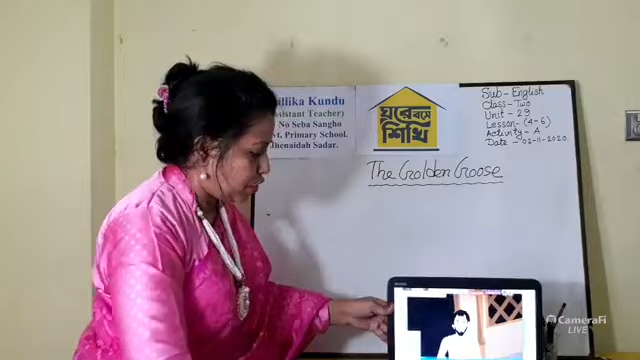 llika Kundu
sistant Teacher)
No Seba Sangho
t. Primary School.
Jhenaidah Sadar.
ঘরে বসে
শিখি
Sub - English
Class - Two
Unit - 29
Lesson - (4-6)
Activity - A
Date - 02-11-2020.
The Golden Goose
CameraFi
LIVE